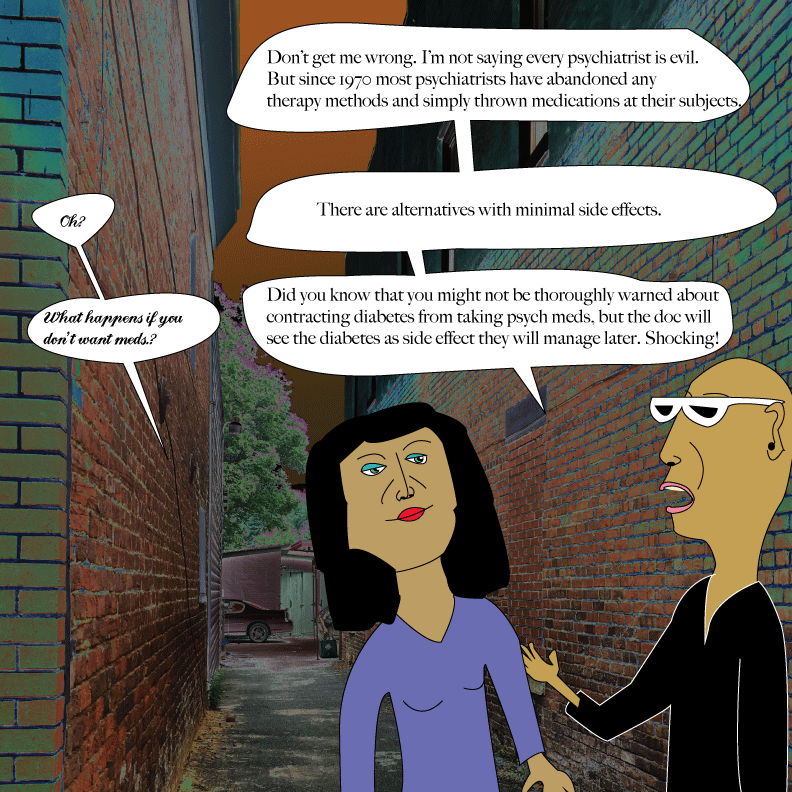 Don't get me wrong. I'm not saying every psychiatrist is evil.
But since 1970 most psychiatrists have abandoned any
therapy methods and simply thrown medications at their subjects.
There are alternatives with minimal side effects.
Did you know that you might not be thoroughly warned about
contracting diabetes from taking psych meds, but the doc will
see the diabetes as side effect they will manage later. Shocking!
Oh?
What happens if you
don't want meds.?